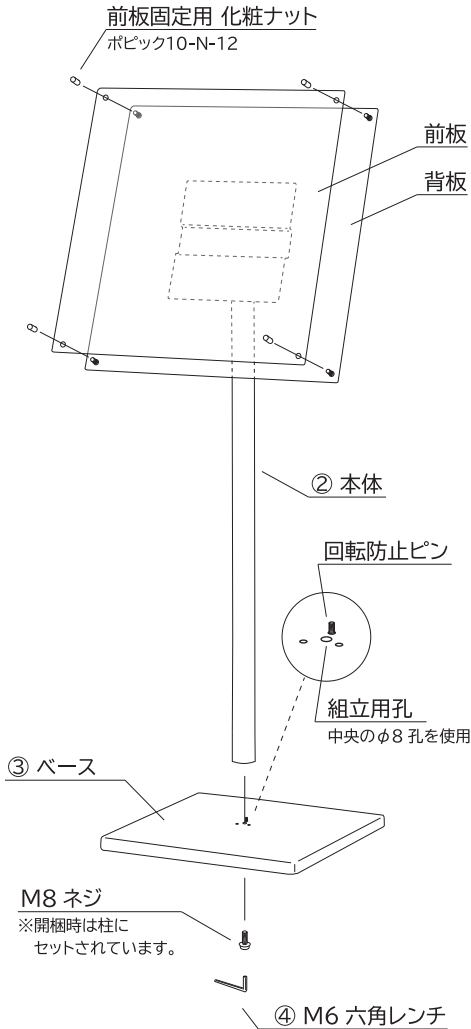 前板固定用 化粧ナット
ポピック10-N-12
前板
背板
② 本体
回転防止ピン
組立用孔
中央のφ8 孔を使用
③ ベース
M8 ネジ
※開梱時は柱に
セットされています。
④ M6 六角レンチ